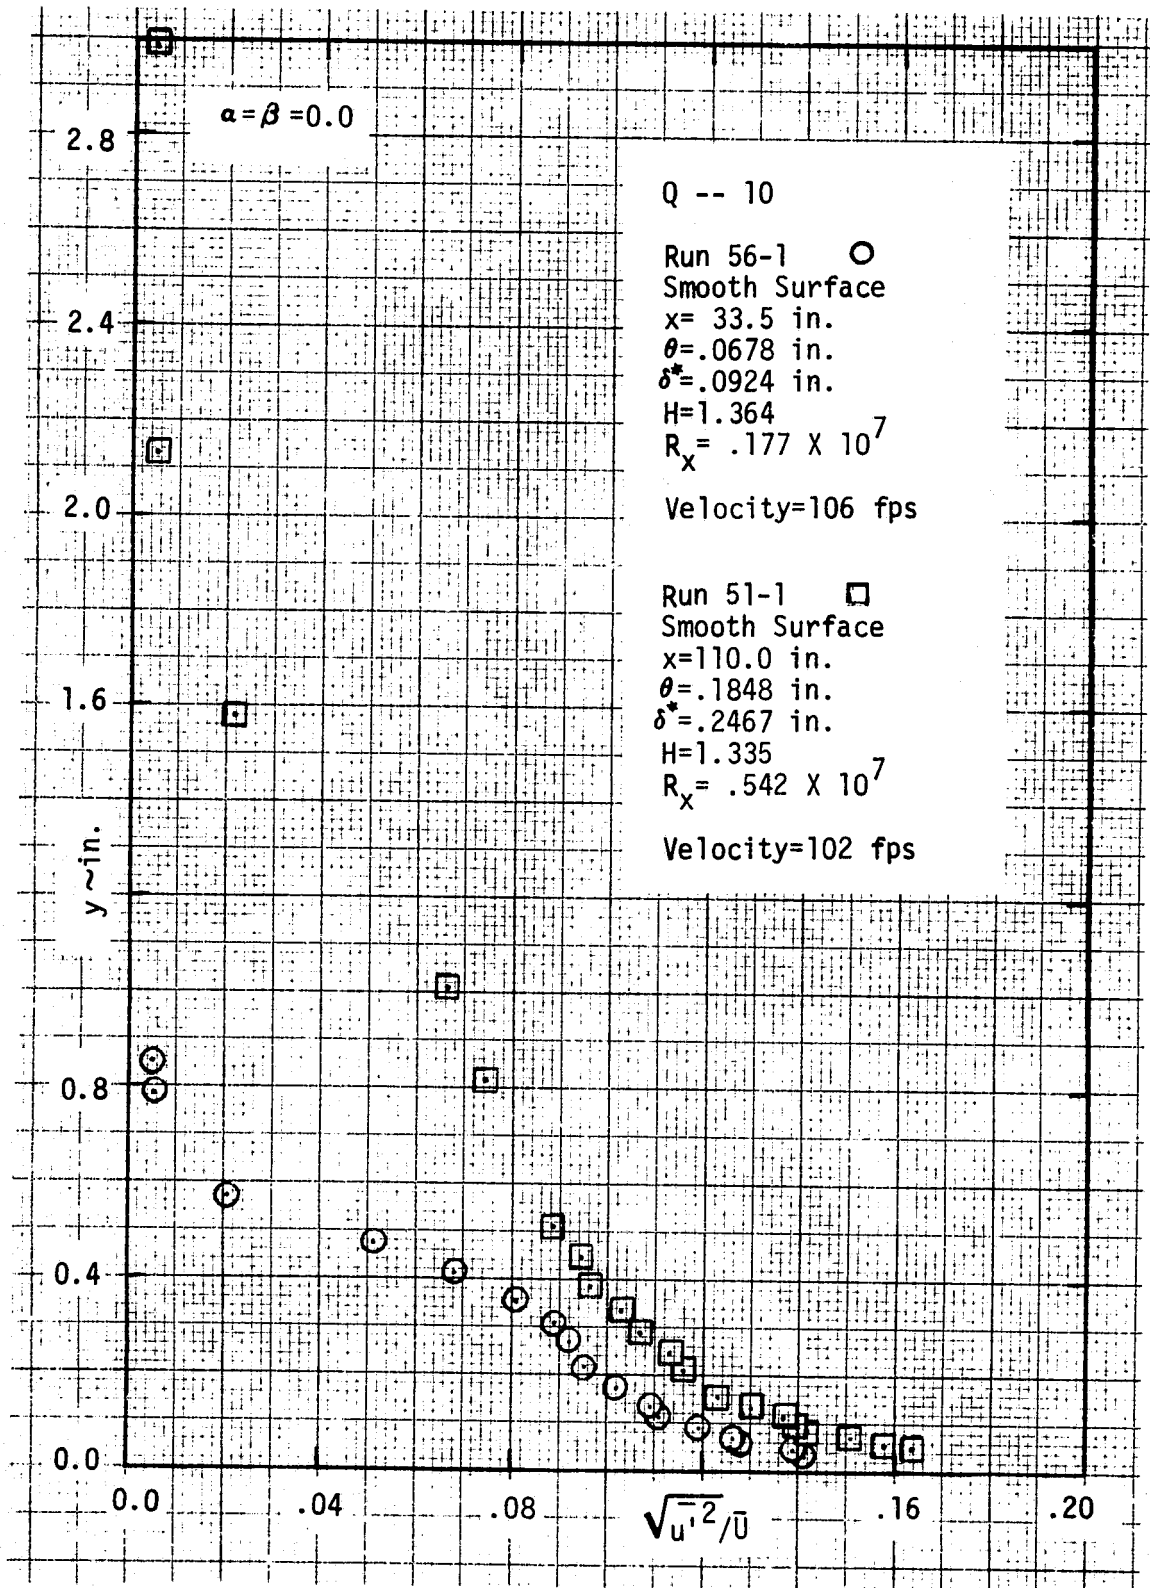 α=β=0.0
2.8
2.4
2.0
1.6
y~in.
0.8
0.4
0.0
Q -- 10
Run 56-1 ○
Smooth Surface
x= 33.5 in.
θ=.0678 in.
δ*=.0924 in.
H=1.364
Rx= .177 X 10^7
Velocity=106 fps
Run 51-1 □
Smooth Surface
x=110.0 in.
θ=.1848 in.
δ*=.2467 in.
H=1.335
Rx= .542 X 10^7
Velocity=102 fps
0.0 .04 .08 .12 .16 .20
√u'²/Ū